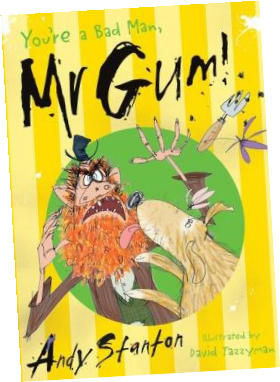 You're a Bad Man,
Mr Gum!
Andy Stanton
Illustrated by
David Tazzyman